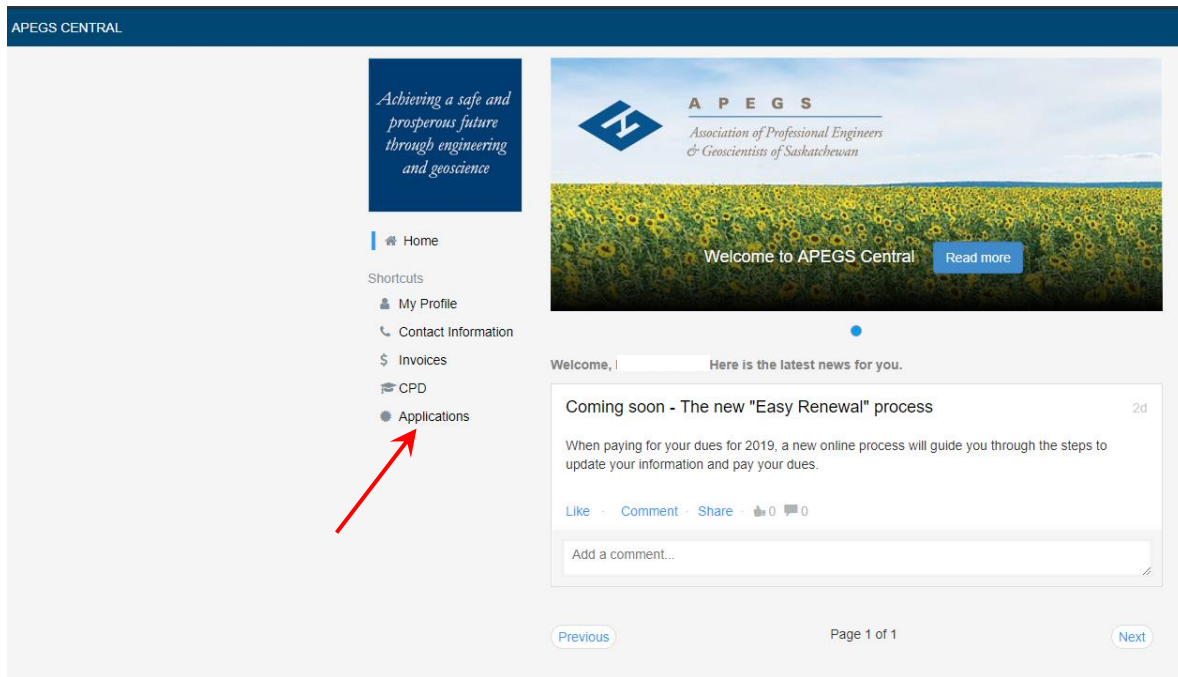 APEGS CENTRAL
Achieving a safe and
prosperous future
through engineering
and geoscience
Home
Shortcuts
My Profile
Contact Information
$ Invoices
CPD
Applications
A P E G S
Association of Professional Engineers
& Geoscientists of Saskatchewan
Welcome to APEGS Central
Read more
Welcome, Here is the latest news for you.
Coming soon - The new "Easy Renewal" process 2d
When paying for your dues for 2019, a new online process will guide you through the steps to
update your information and pay your dues.
Like · Comment · Share · 0 0
Add a comment...
Previous Page 1 of 1 Next